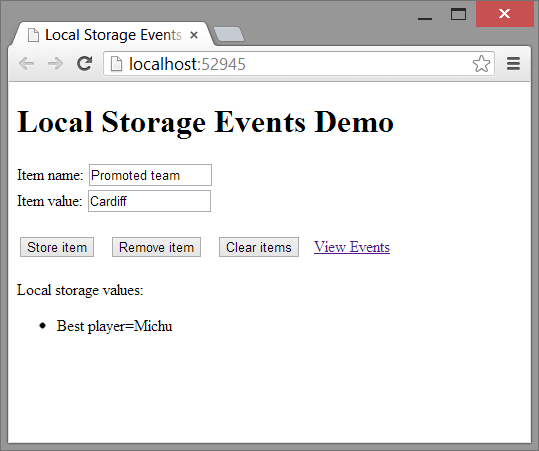 Local Storage Events
localhost:52945
Local Storage Events Demo
Item name: Promoted team
Item value: Cardiff
Store item Remove item Clear items View Events
Local storage values:
• Best player=Michu